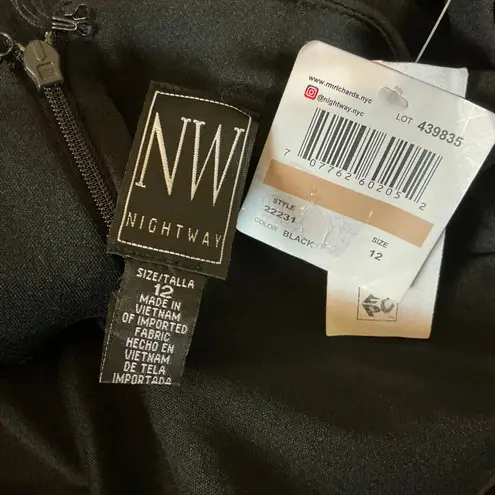 NW
NIGHTWAY
SIZE/TALLA
12
MADE IN
VIETNAM
OF IMPORTED
FABRIC
HECHO EN
VIETNAM
DE TELA
IMPORTADA
www.mrichards.nyc
@nightway.nyc
LOT 439835
7 07762 60205 2
STYLE
22231
COLOR BLACK
SIZE
12